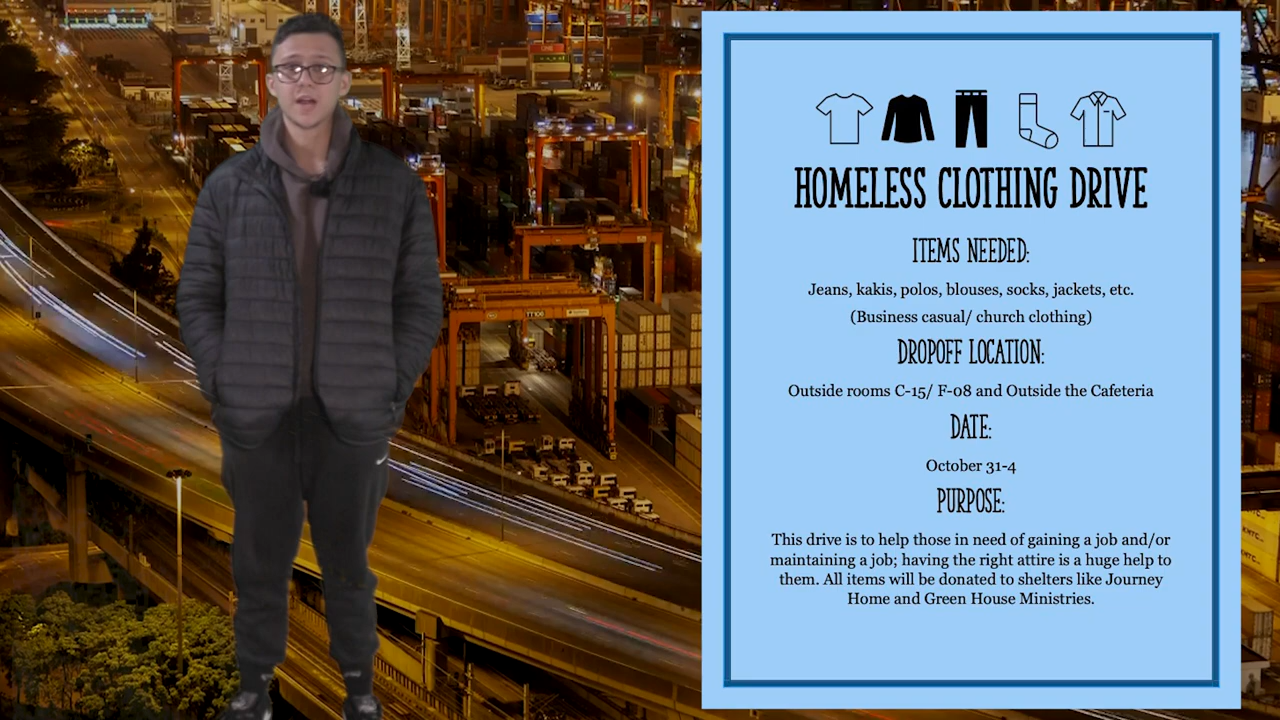 HOMELESS CLOTHING DRIVE
ITEMS NEEDED:
Jeans, kakis, polos, blouses, socks, jackets, etc.
(Business casual/ church clothing)
DROPOFF LOCATION:
Outside rooms C-15/ F-08 and Outside the Cafeteria
DATE:
October 31-4
PURPOSE:
This drive is to help those in need of gaining a job and/or
maintaining a job; having the right attire is a huge help to
them. All items will be donated to shelters like Journey
Home and Green House Ministries.